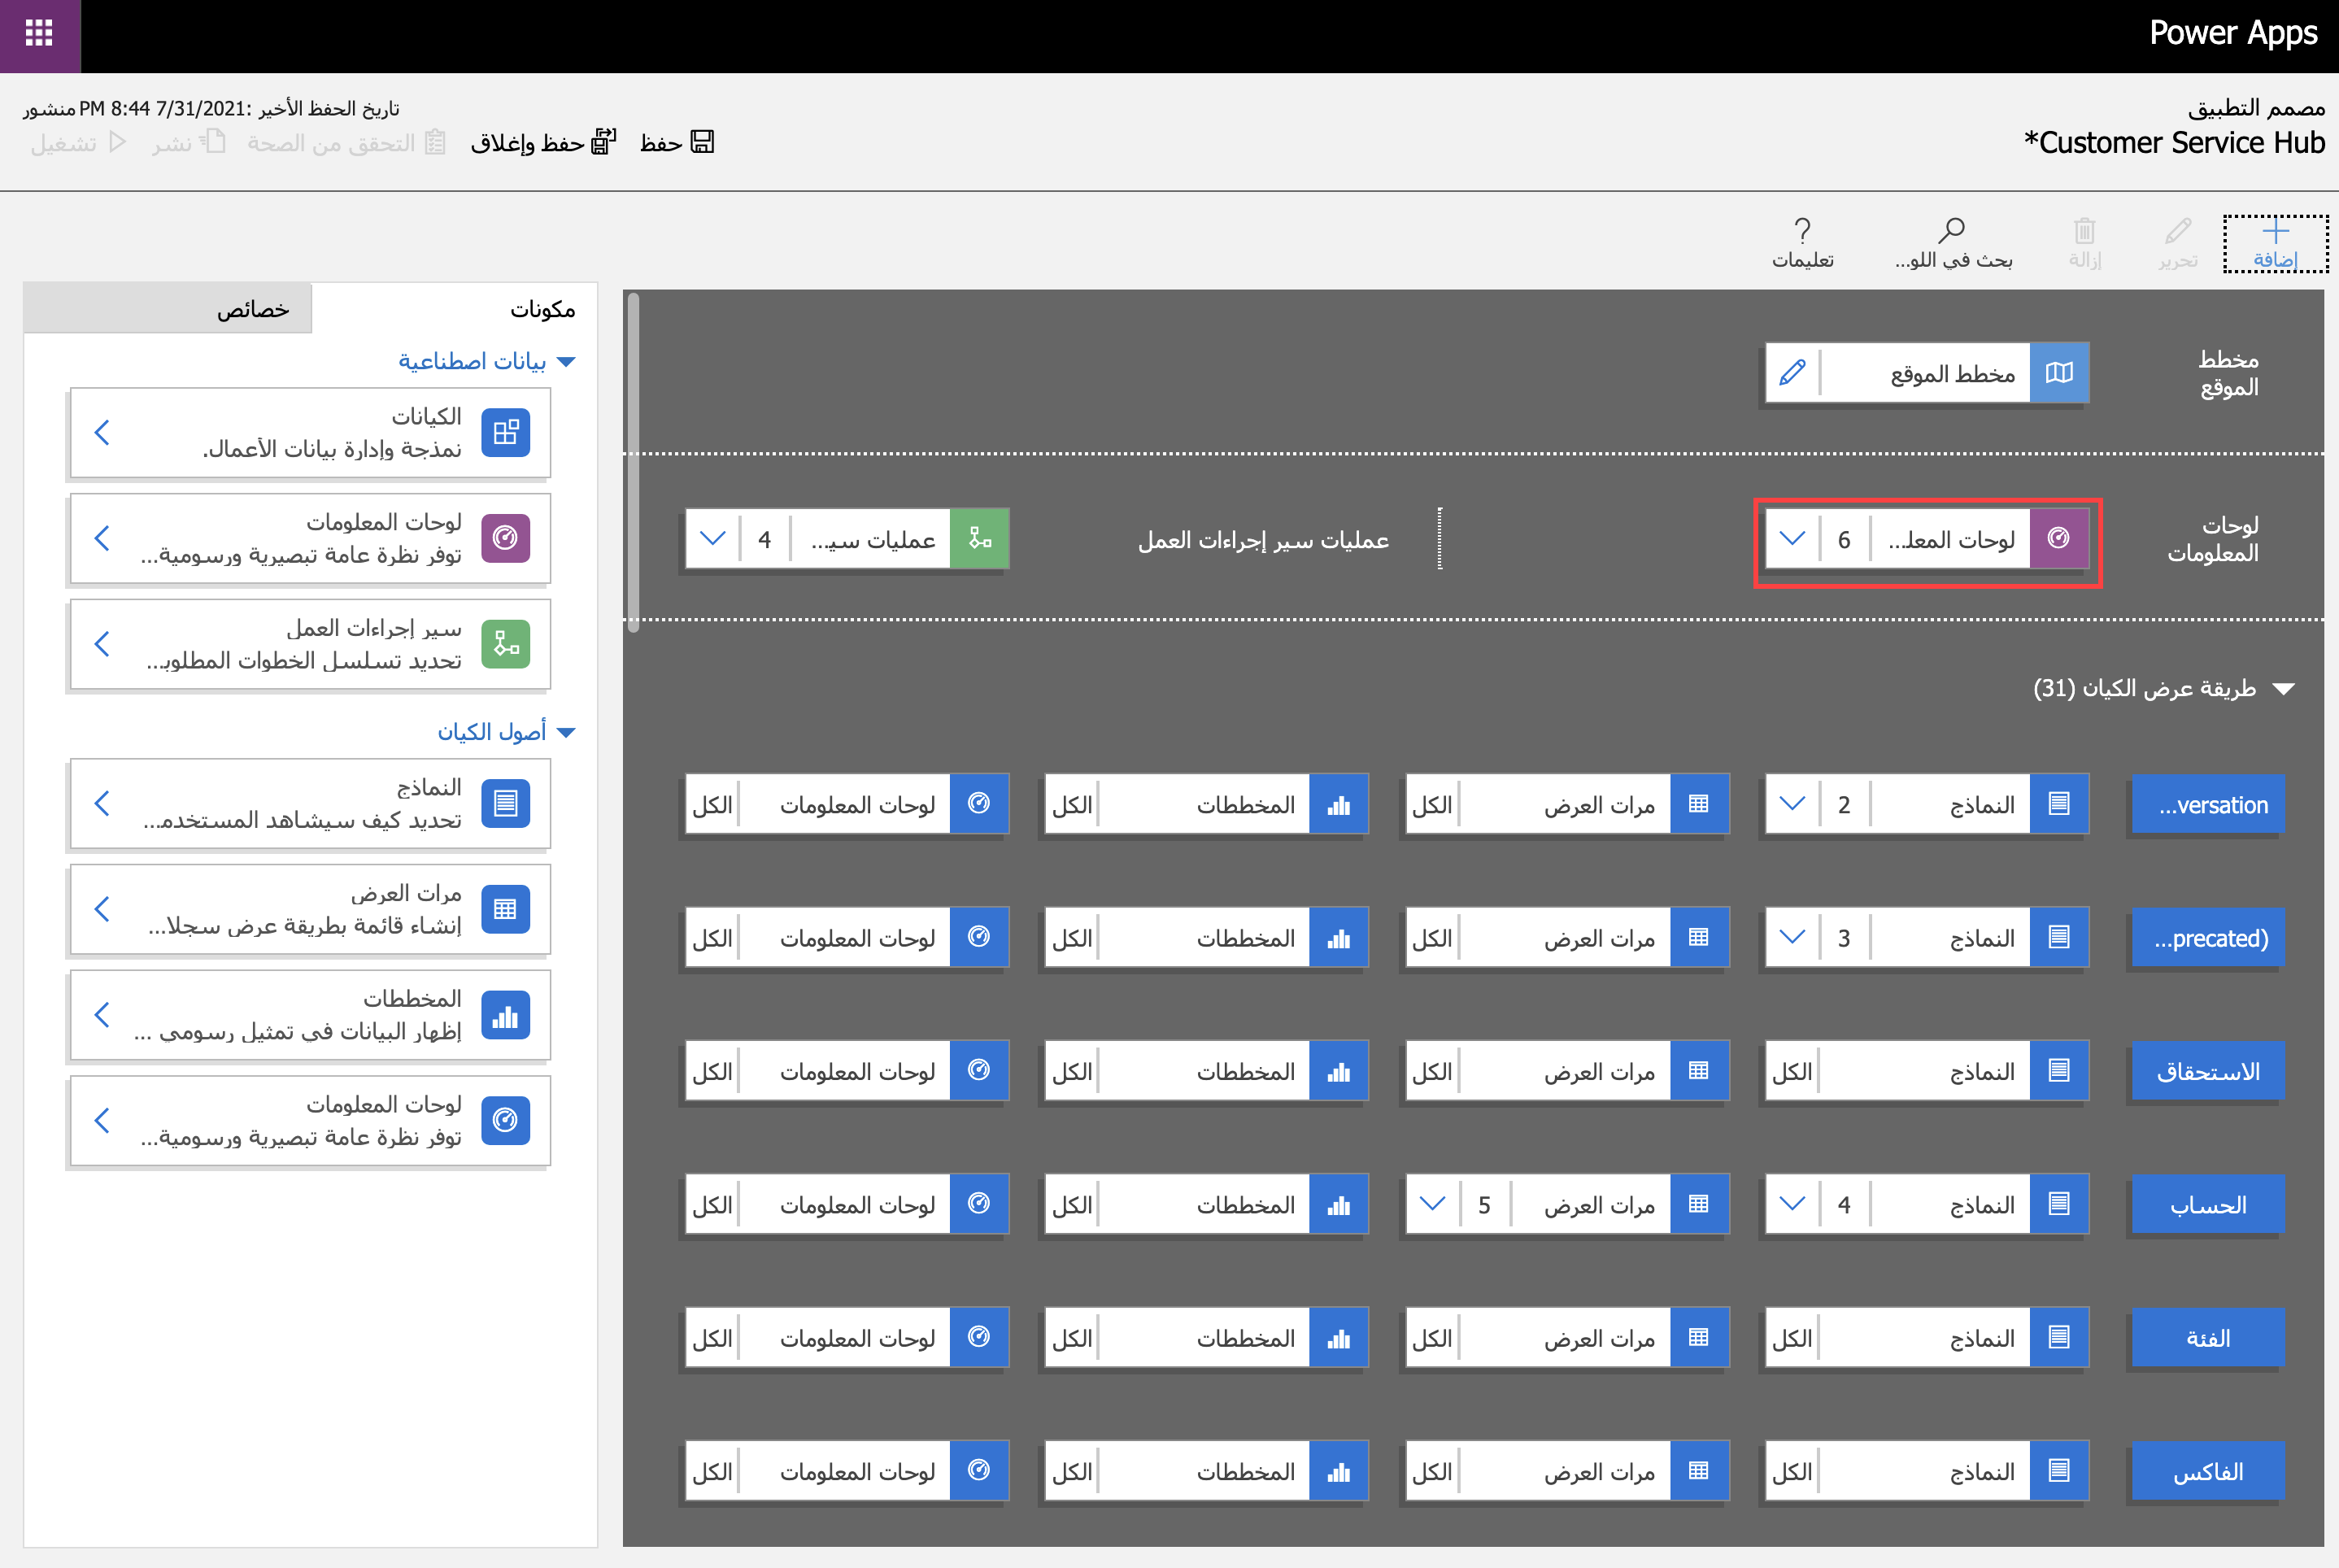 Power Apps
مصمم التطبيق
*Customer Service Hub
تاريخ الحفظ الأخير :7/31/2021 8:44 PM منشور
حفظ
حفظ وإغلاق
التحقق من الصحة
نشر
تشغيل
إضافة
تحرير
إزالة
بحث في اللو...
تعليمات
مخطط الموقع
مخطط الموقع
لوحات المعلومات
لوحات المعلـ... 6
عمليات سير إجراءات العمل
عمليات سيـ... 4
طريقة عرض الكيان (31)
...versation
النماذج 2
مرات العرض الكل
المخططات الكل
لوحات المعلومات الكل
...precated)
النماذج 3
مرات العرض الكل
المخططات الكل
لوحات المعلومات الكل
الاستحقاق
النماذج الكل
مرات العرض الكل
المخططات الكل
لوحات المعلومات الكل
الحساب
النماذج 4
مرات العرض 5
المخططات الكل
لوحات المعلومات الكل
الفئة
النماذج الكل
مرات العرض الكل
المخططات الكل
لوحات المعلومات الكل
الفاكس
النماذج الكل
مرات العرض الكل
المخططات الكل
لوحات المعلومات الكل
مكونات
خصائص
بيانات اصطناعية
الكيانات
نمذجة وإدارة بيانات الأعمال.
لوحات المعلومات
توفر نظرة عامة تبصيرية ورسومية...
سير إجراءات العمل
تحديد تسلسل الخطوات المطلوبـ...
أصول الكيان
النماذج
تحديد كيف سيشاهد المستخدمـ...
مرات العرض
إنشاء قائمة بطريقة عرض سجلا...
المخططات
إظهار البيانات في تمثيل رسومي ...
لوحات المعلومات
توفر نظرة عامة تبصيرية ورسومية...